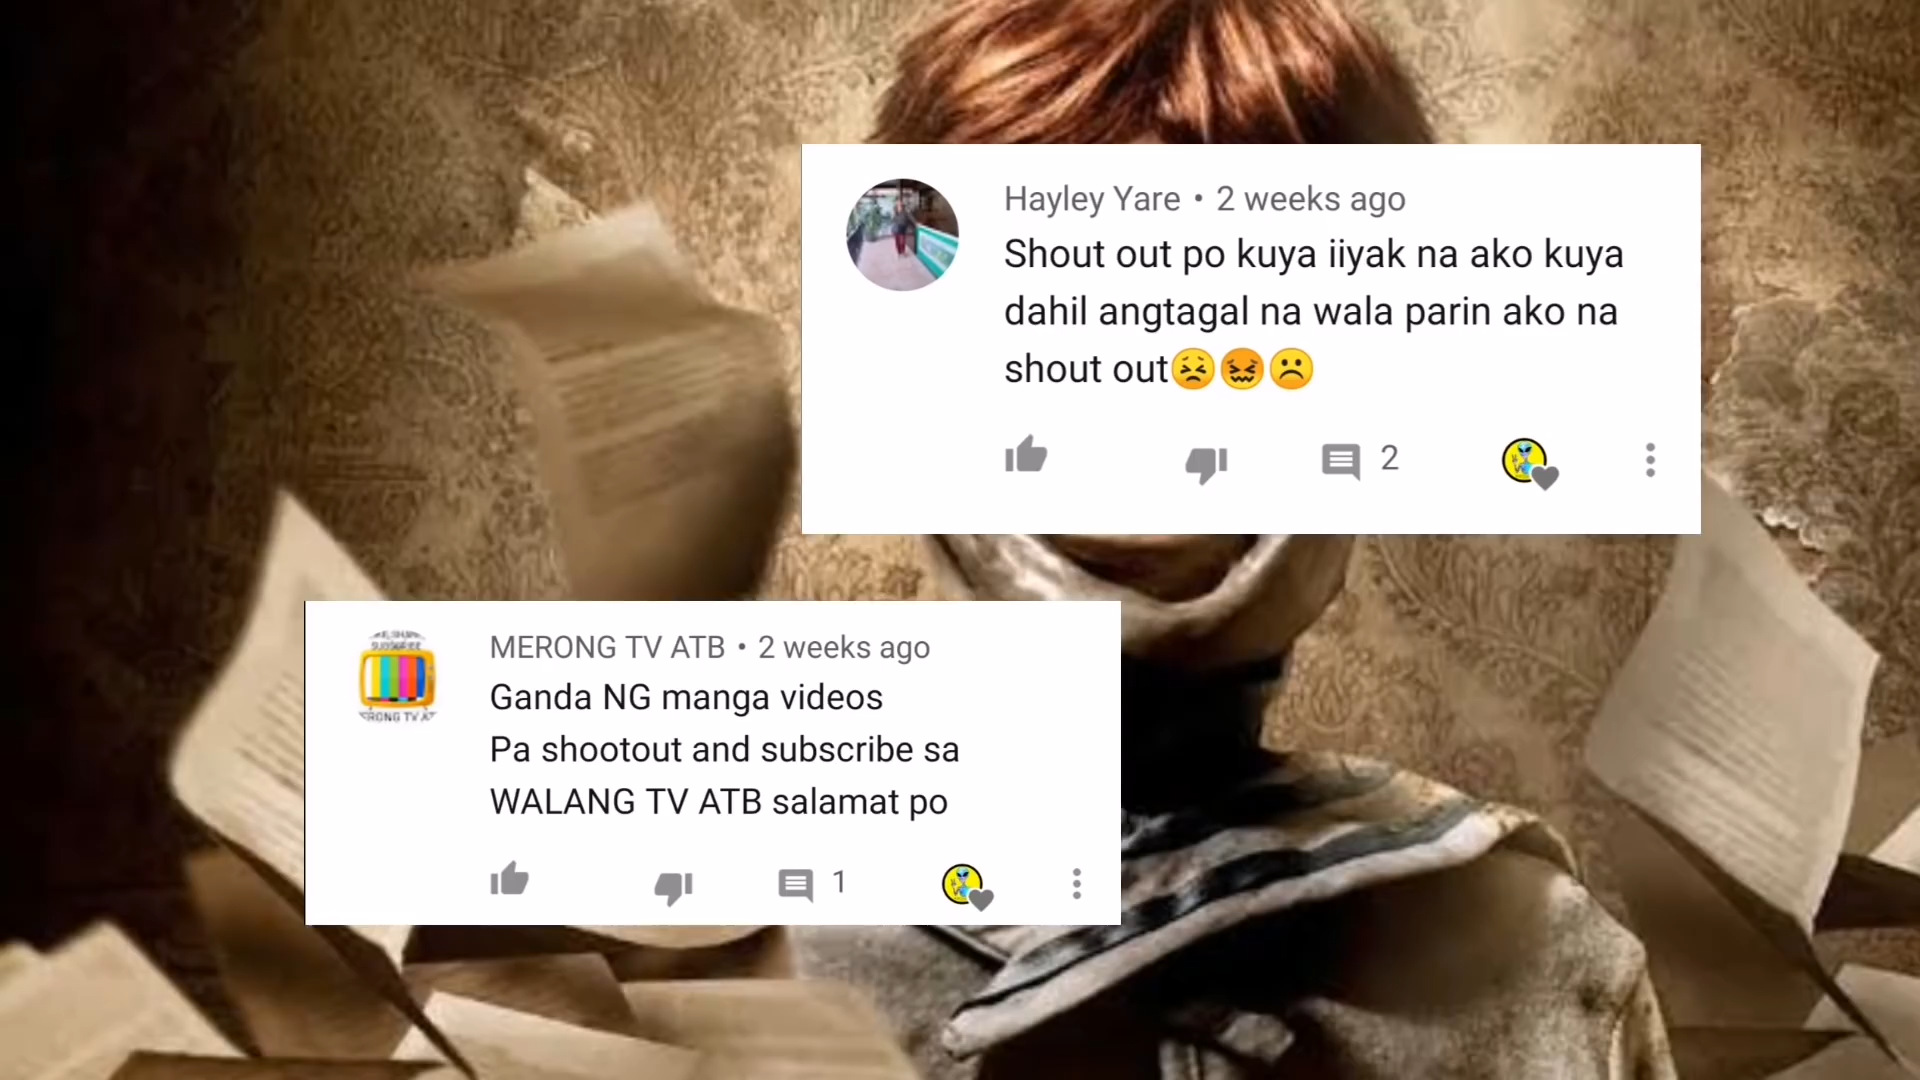 Hayley Yare • 2 weeks ago
Shout out po kuya iiyak na ako kuya
dahil angtagal na wala parin ako na
shout out😣😖☹️
2
MERONG TV ATB • 2 weeks ago
Ganda NG manga videos
Pa shootout and subscribe sa
WALANG TV ATB salamat po
1